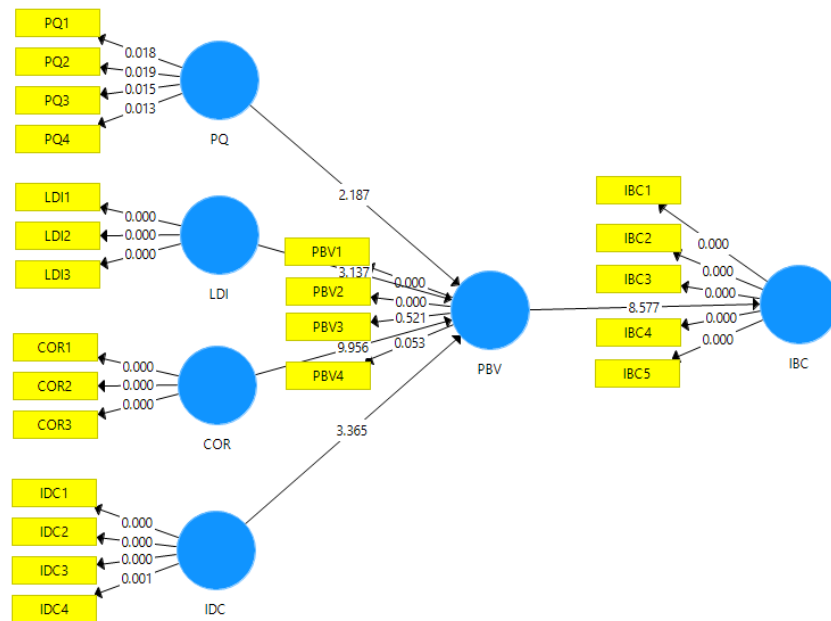 PQ1
0.018
PQ2
0.019
PQ3
0.015
PQ4
0.013
PQ
2.187
LDI1
0.000
LDI2
0.000
LDI3
0.000
LDI
3.137
PBV1
0.000
PBV2
0.000
PBV3
0.521
PBV4
0.053
PBV
8.577
COR1
0.000
COR2
0.000
COR3
0.000
COR
9.956
IDC1
0.000
IDC2
0.000
IDC3
0.000
IDC4
0.001
IDC
3.365
IBC1
0.000
IBC2
0.000
IBC3
0.000
IBC4
0.000
IBC5
0.000
IBC